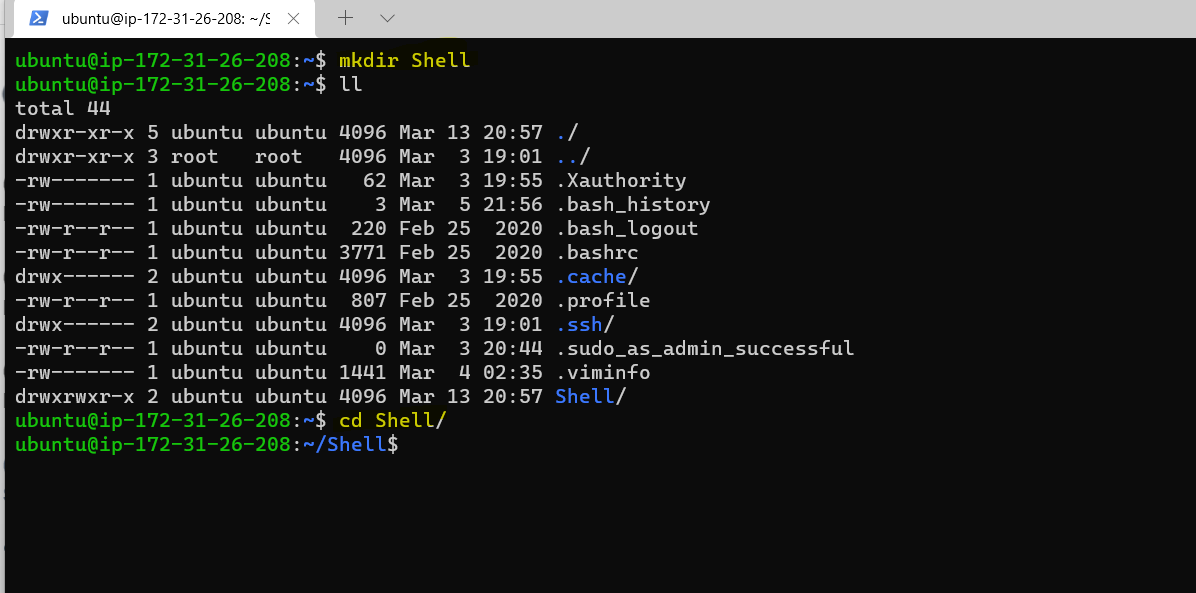 ubuntu@ip-172-31-26-208: ~/S
ubuntu@ip-172-31-26-208:~$ mkdir Shell
ubuntu@ip-172-31-26-208:~$ ll
total 44
drwxr-xr-x 5 ubuntu ubuntu 4096 Mar 13 20:57 ./
drwxr-xr-x 3 root   root   4096 Mar  3 19:01 ../
-rw------- 1 ubuntu ubuntu   62 Mar  3 19:55 .Xauthority
-rw------- 1 ubuntu ubuntu    3 Mar  5 21:56 .bash_history
-rw-r--r-- 1 ubuntu ubuntu  220 Feb 25  2020 .bash_logout
-rw-r--r-- 1 ubuntu ubuntu 3771 Feb 25  2020 .bashrc
drwx------ 2 ubuntu ubuntu 4096 Mar  3 19:55 .cache/
-rw-r--r-- 1 ubuntu ubuntu  807 Feb 25  2020 .profile
drwx------ 2 ubuntu ubuntu 4096 Mar  3 19:01 .ssh/
-rw-r--r-- 1 ubuntu ubuntu    0 Mar  3 20:44 .sudo_as_admin_successful
-rw------- 1 ubuntu ubuntu 1441 Mar  4 02:35 .viminfo
drwxrwxr-x 2 ubuntu ubuntu 4096 Mar 13 20:57 Shell/
ubuntu@ip-172-31-26-208:~$ cd Shell/
ubuntu@ip-172-31-26-208:~/Shell$